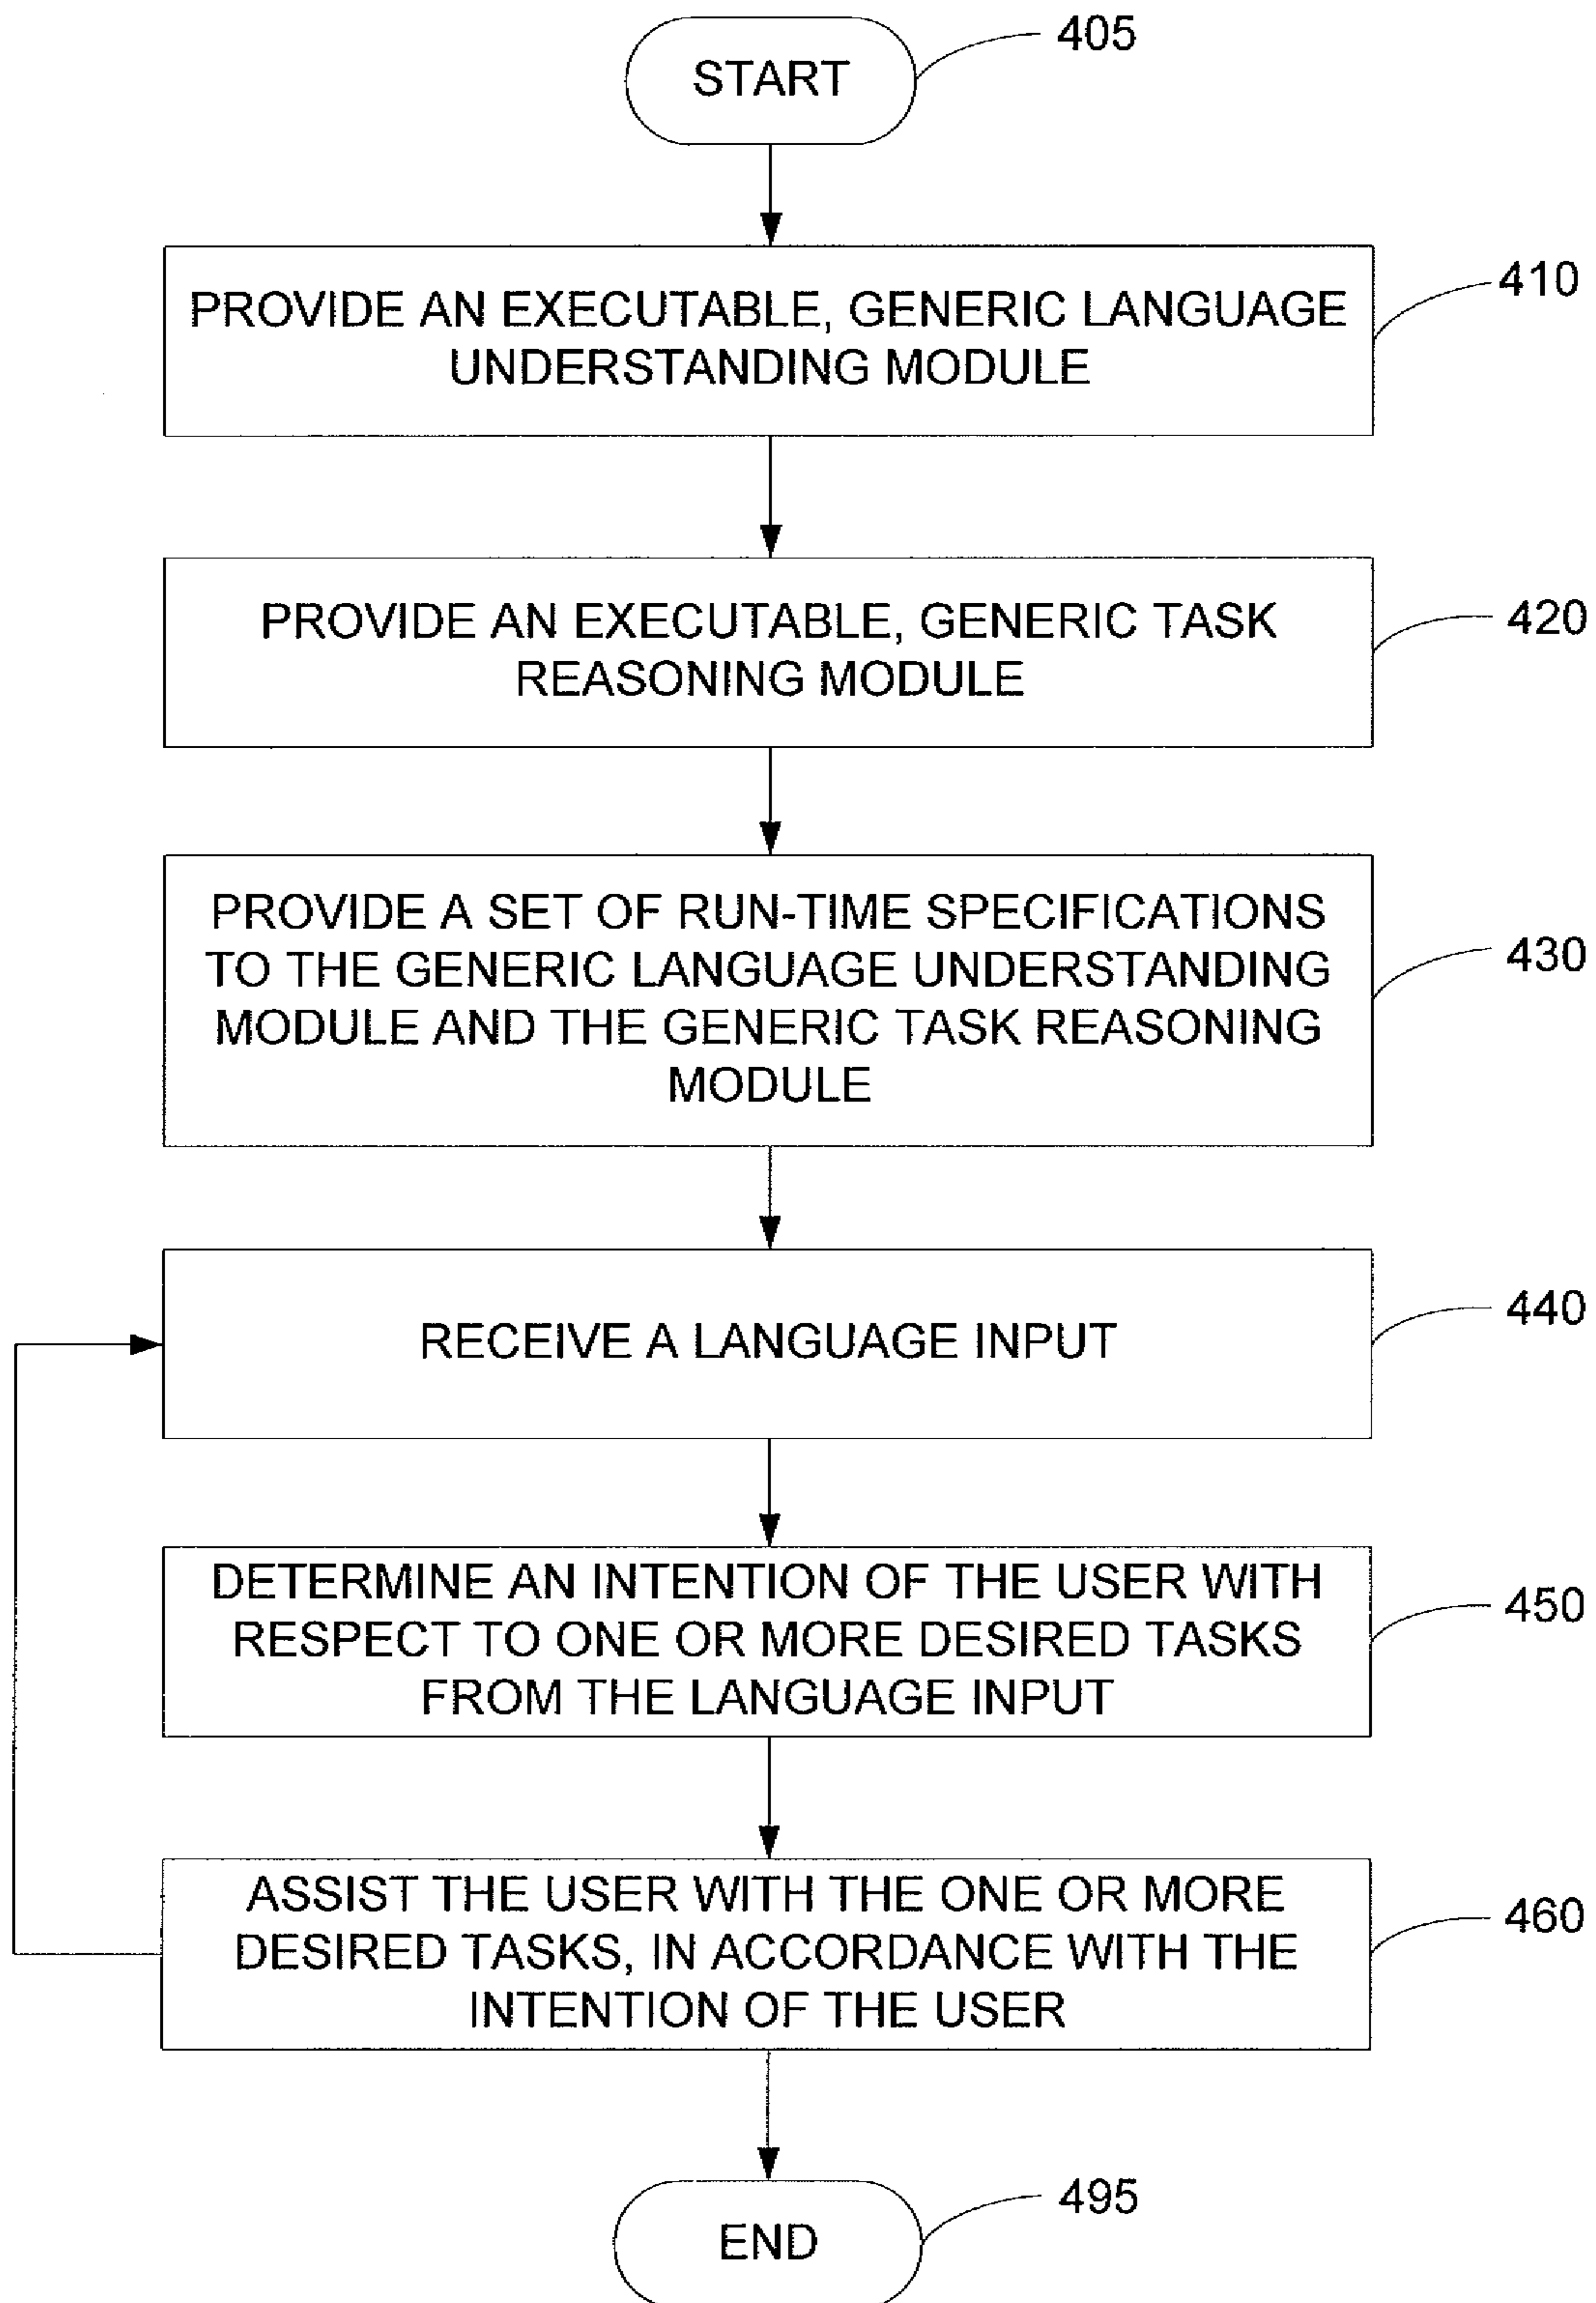 START
405
PROVIDE AN EXECUTABLE, GENERIC LANGUAGE
UNDERSTANDING MODULE
410
PROVIDE AN EXECUTABLE, GENERIC TASK
REASONING MODULE
420
PROVIDE A SET OF RUN-TIME SPECIFICATIONS
TO THE GENERIC LANGUAGE UNDERSTANDING
MODULE AND THE GENERIC TASK REASONING
MODULE
430
RECEIVE A LANGUAGE INPUT
440
DETERMINE AN INTENTION OF THE USER WITH
RESPECT TO ONE OR MORE DESIRED TASKS
FROM THE LANGUAGE INPUT
450
ASSIST THE USER WITH THE ONE OR MORE
DESIRED TASKS, IN ACCORDANCE WITH THE
INTENTION OF THE USER
460
END
495